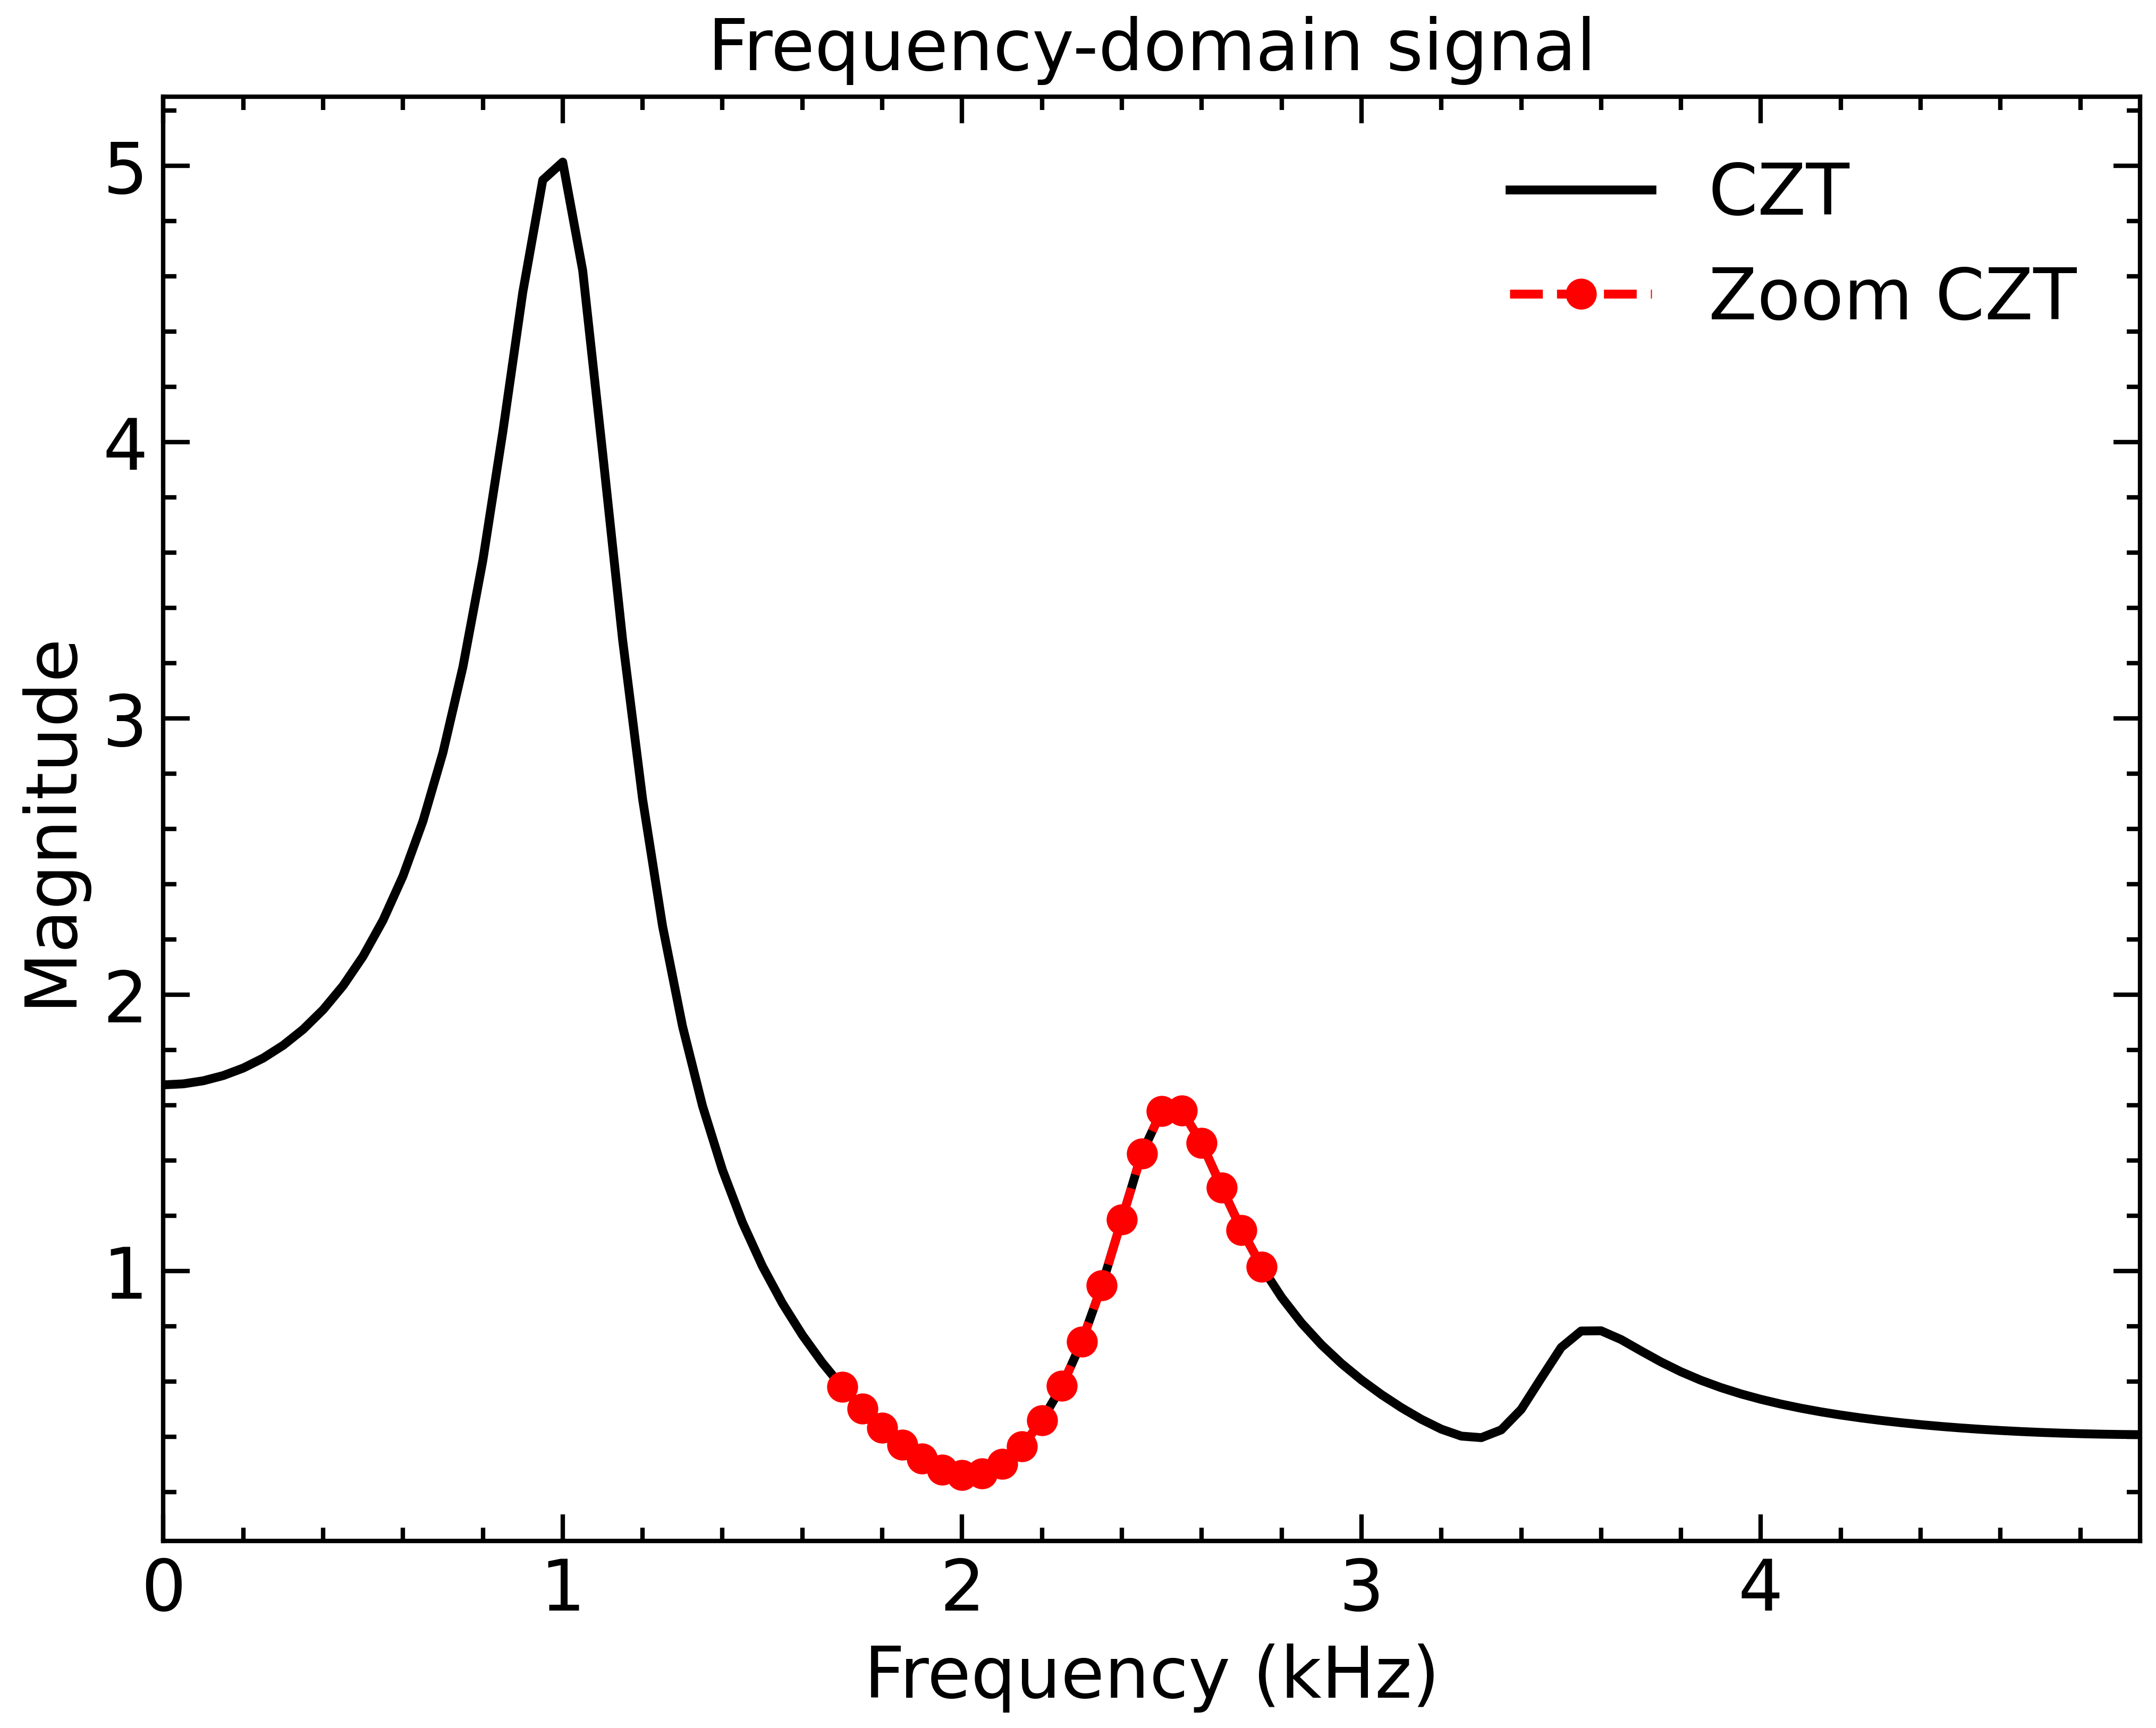 Frequency-domain signal
CZT
Zoom CZT
Magnitude
5
4
3
2
1
0 1 2 3 4
Frequency (kHz)